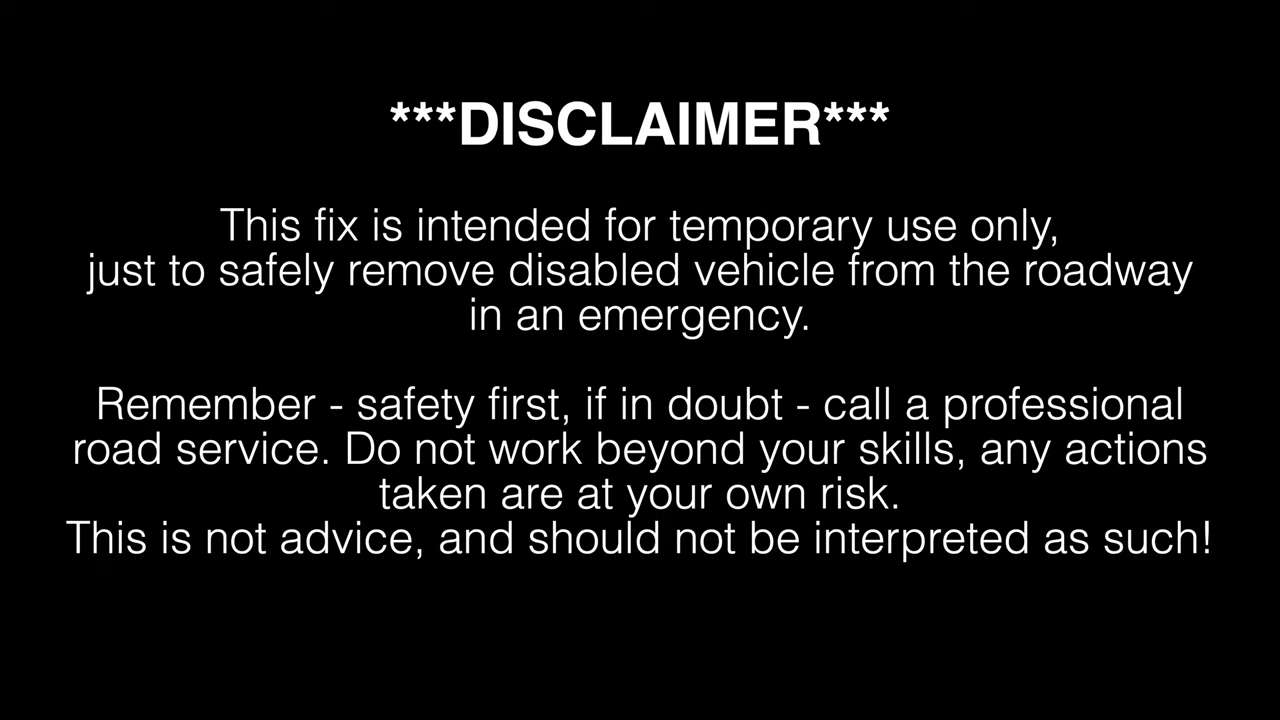 ***DISCLAIMER***
This fix is intended for temporary use only,
just to safely remove disabled vehicle from the roadway
in an emergency.
Remember - safety first, if in doubt - call a professional
road service. Do not work beyond your skills, any actions
taken are at your own risk.
This is not advice, and should not be interpreted as such!